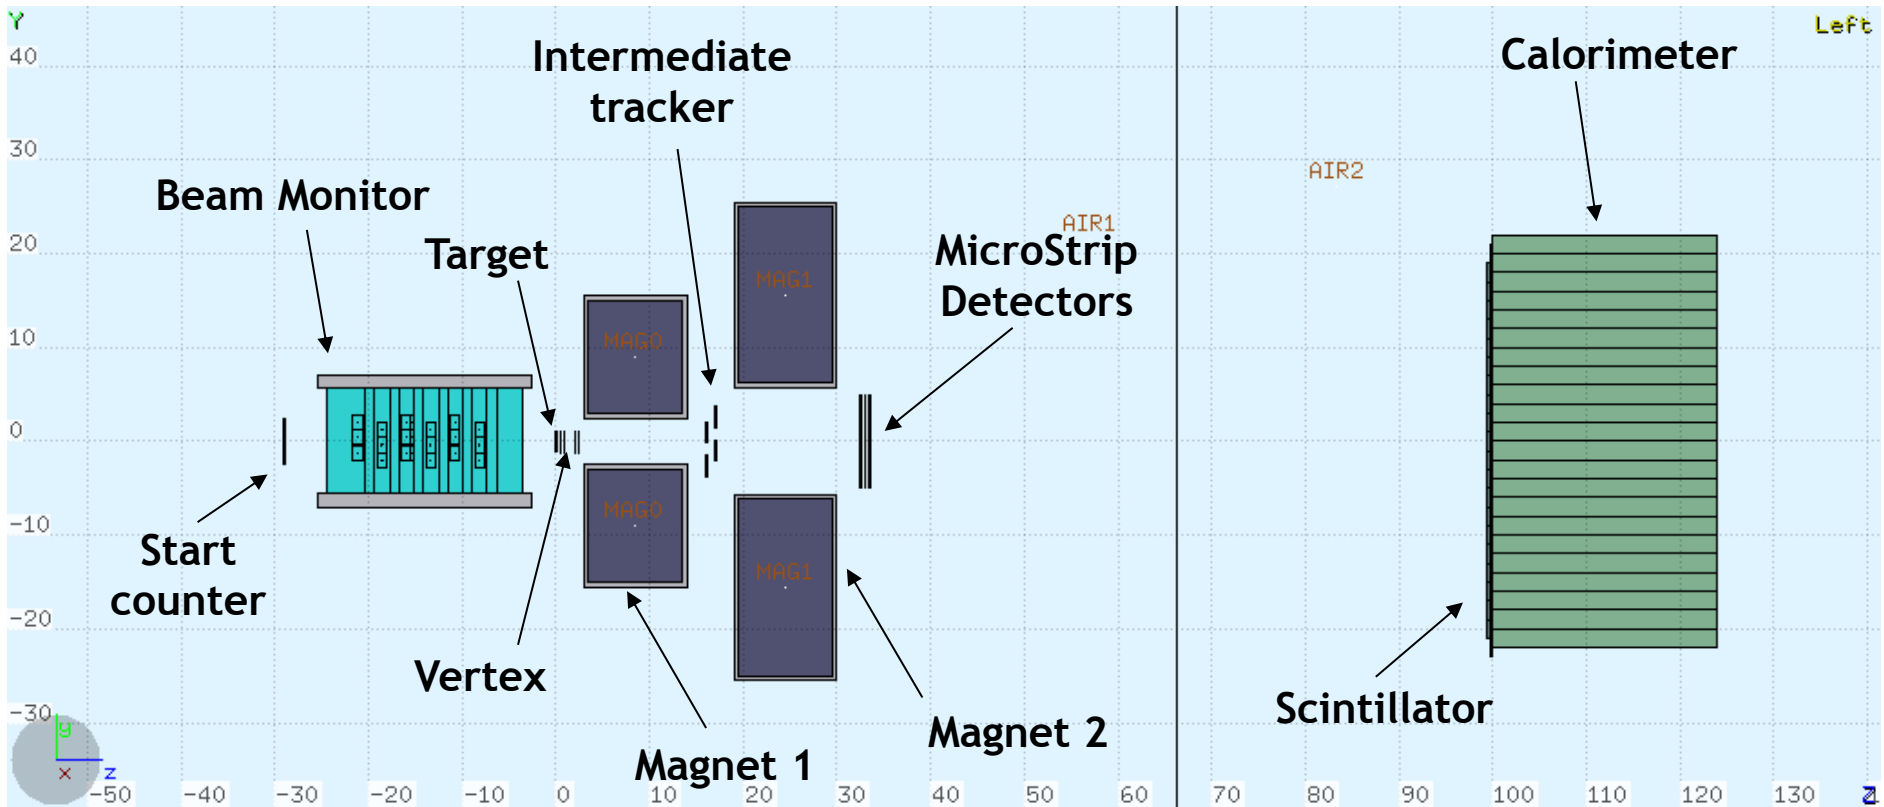 Y
Left
40
Intermediate
tracker
Calorimeter
30
AIR2
Beam Monitor
AIR1
20
Target
MicroStrip
Detectors
MAG1
10
MAG0
0
-10
MAG0
Start
counter
MAG1
-20
Vertex
Scintillator
-30
Magnet 2
Magnet 1
y
x
z
-50 -40 -30 -20 -10 0 10 20 30 40 50 60 70 80 90 100 110 120 130
Z